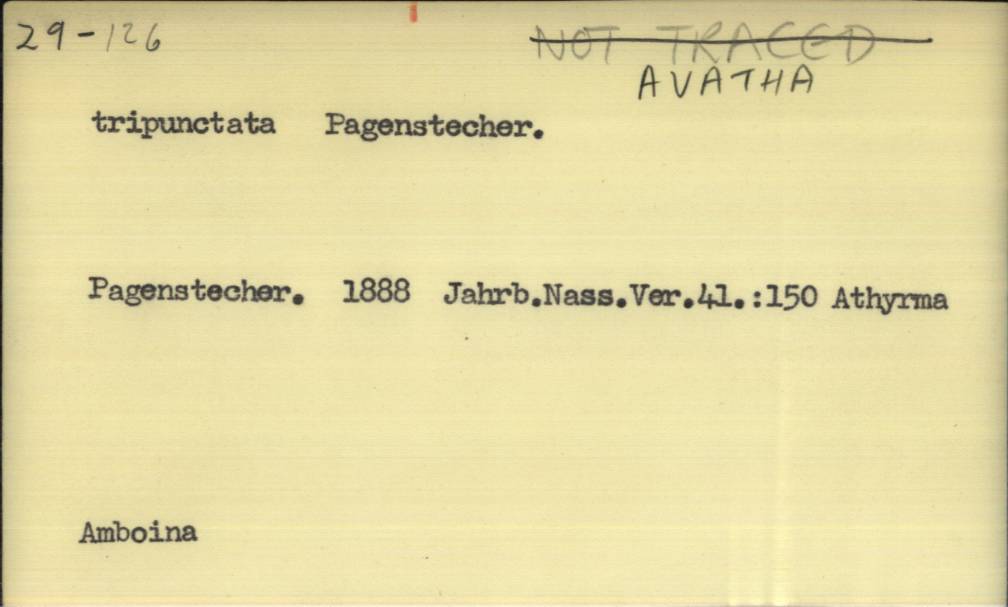 29-126
NOT TRACED
AVATHA
tripunctata Pagenstecher.
Pagenstecher. 1888 Jahrb.Nass.Ver.41.:150 Athyrma
Amboina